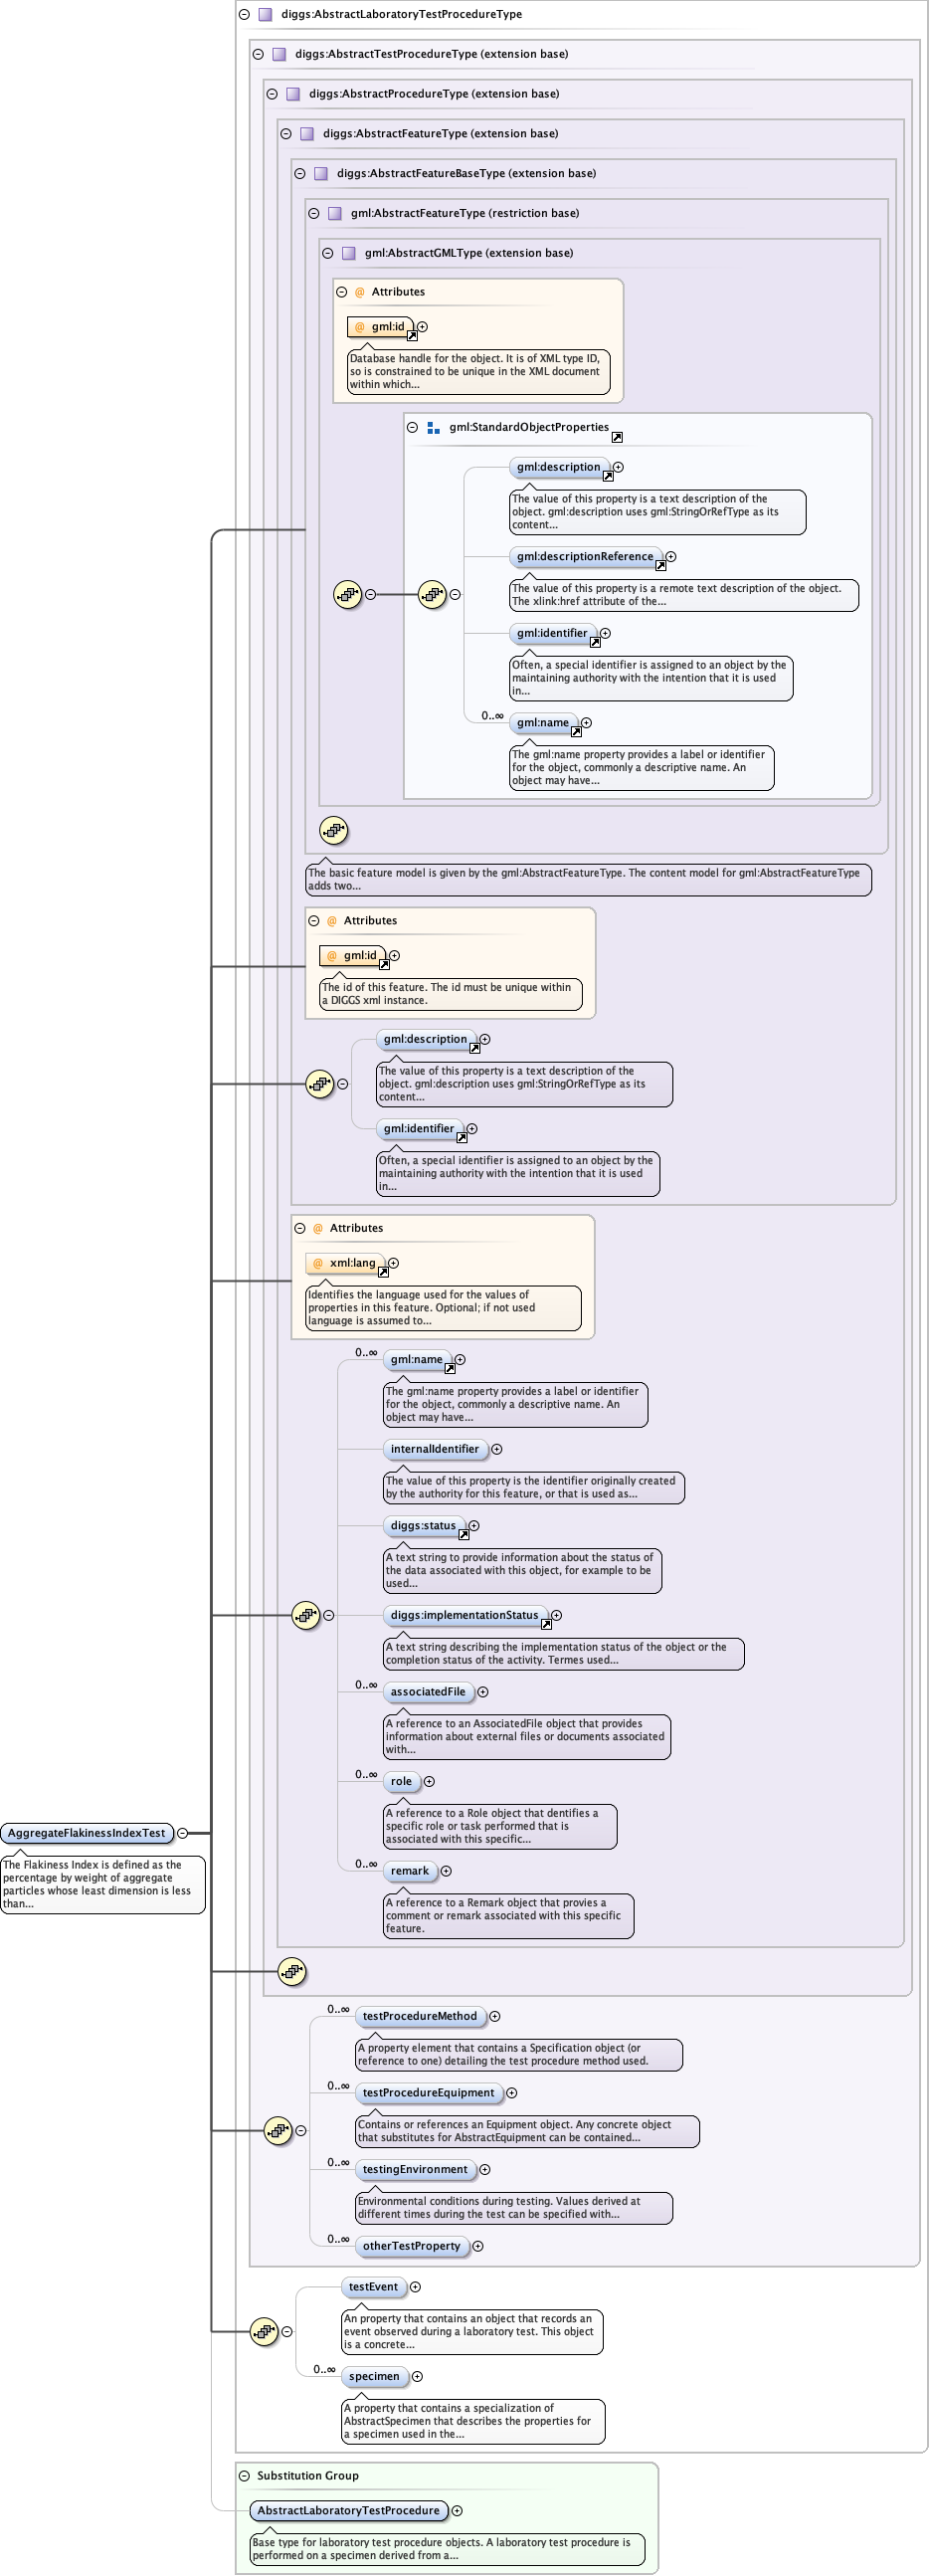 diggs:AbstractLaboratoryTestProcedureType
diggs:AbstractTestProcedureType (extension base)
diggs:AbstractProcedureType (extension base)
diggs:AbstractFeatureType (extension base)
diggs:AbstractFeatureBaseType (extension base)
gml:AbstractFeatureType (restriction base)
gml:AbstractGMLType (extension base)
@ Attributes
@ gml:id
Database handle for the object. It is of XML type ID,
so is constrained to be unique in the XML document
within which...
gml:StandardObjectProperties
gml:description
The value of this property is a text description of the
object. gml:description uses gml:StringOrRefType as its
content...
gml:descriptionReference
The value of this property is a remote text description of the object.
The xlink:href attribute of the...
gml:identifier
Often, a special identifier is assigned to an object by the
maintaining authority with the intention that it is used
in...
0..∞
gml:name
The gml:name property provides a label or identifier
for the object, commonly a descriptive name. An
object may have...
The basic feature model is given by the gml:AbstractFeatureType. The content model for gml:AbstractFeatureType
adds two...
@ Attributes
@ gml:id
The id of this feature. The id must be unique within
a DIGGS xml instance.
gml:description
The value of this property is a text description of the
object. gml:description uses gml:StringOrRefType as its
content...
gml:identifier
Often, a special identifier is assigned to an object by the
maintaining authority with the intention that it is used
in...
@ Attributes
@ xml:lang
Identifies the language used for the values of
properties in this feature. Optional; if not used
language is assumed to...
0..∞
gml:name
The gml:name property provides a label or identifier
for the object, commonly a descriptive name. An
object may have...
internalIdentifier
The value of this property is the identifier originally created
by the authority for this feature, or that is used as...
diggs:status
A text string to provide information about the status of
the data associated with this object, for example to be
used...
diggs:implementationStatus
A text string describing the implementation status of the object or the
completion status of the activity. Termes used...
0..∞
associatedFile
A reference to an AssociatedFile object that provides
information about external files or documents associated
with...
0..∞
role
A reference to a Role object that dentifies a
specific role or task performed that is
associated with this specific...
AggregateFlakinessIndexTest
The Flakiness Index is defined as the
percentage by weight of aggregate
particles whose least dimension is less
than...
0..∞
remark
A reference to a Remark object that provies a
comment or remark associated with this specific
feature.
0..∞
testProcedureMethod
A property element that contains a Specification object (or
reference to one) detailing the test procedure method used.
0..∞
testProcedureEquipment
Contains or references an Equipment object. Any concrete object
that substitutes for AbstractEquipment can be contained...
0..∞
testingEnvironment
Environmental conditions during testing. Values derived at
different times during the test can be specified with...
0..∞
otherTestProperty
testEvent
An property that contains an object that records an
event observed during a laboratory test. This object
is a concrete...
0..∞
specimen
A property that contains a specialization of
AbstractSpecimen that describes the properties for
a specimen used in the...
Substitution Group
AbstractLaboratoryTestProcedure
Base type for laboratory test procedure objects. A laboratory test procedure is
performed on a specimen derived from a...